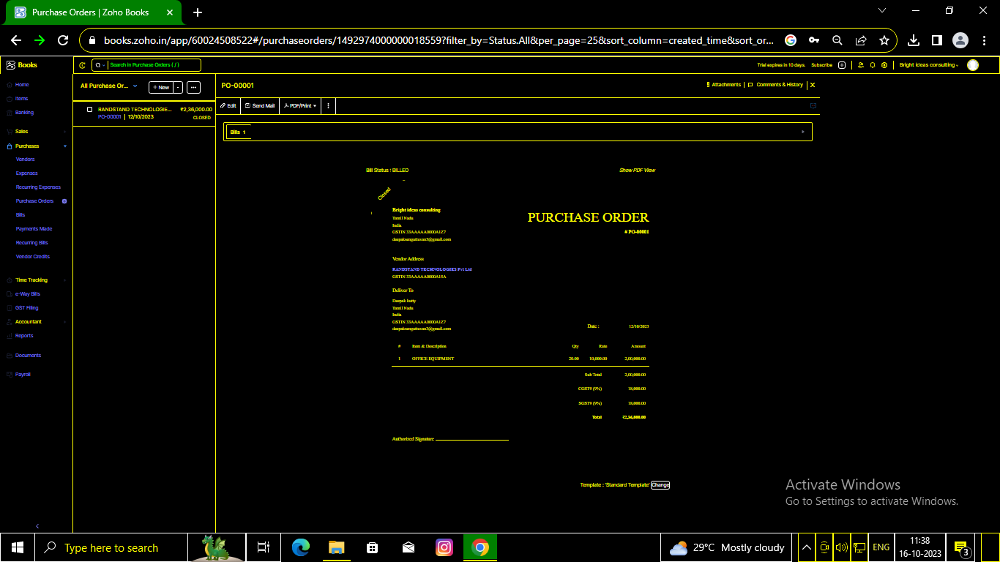 Purchase Orders | Zoho Books
books.zoho.in/app/60024508522#/purchaseorders/1492974000000018559?filter_by=Status.All&per_page=25&sort_column=created_time&sort_or...
Books
Search in Purchase Orders ( / )
Trial expires in 10 days. Subscribe
Bright ideas consulting
Home
Items
Banking
Sales
Purchases
Vendors
Expenses
Recurring Expenses
Purchase Orders
Bills
Payments Made
Recurring Bills
Vendor Credits
Time Tracking
e-Way Bills
GST Filing
Accountant
Reports
Documents
Payroll
All Purchase Or...
+ New
RANDSTAND TECHNOLOGIE... ₹2,36,000.00
PO-00001 | 12/10/2023 CLOSED
PO-00001
Attachments Comments & History
Edit Send Mail PDF/Print
Bills 1
Bill Status : BILLED Show PDF View
Closed
Bright ideas consulting
Tamil Nadu
India
GSTIN 33AAAAA0000A1Z7
deepaksenguttuvan3@gmail.com
PURCHASE ORDER
# PO-00001
Vendor Address
RANDSTAND TECHNOLOGIES Pvt Ltd
GSTIN 33AAAAA0000A15A
Deliver To
Deepak kutty
Tamil Nadu
India
GSTIN 33AAAAA0000A1Z7
deepaksenguttuvan3@gmail.com
Date : 12/10/2023
# Item & Description Qty Rate Amount
1 OFFICE EQUIPMENT 20.00 10,000.00 2,00,000.00
Sub Total 2,00,000.00
CGST9 (9%) 18,000.00
SGST9 (9%) 18,000.00
Total ₹2,36,000.00
Authorized Signature
Template : 'Standard Template' Change
Activate Windows
Go to Settings to activate Windows.
Type here to search
29°C Mostly cloudy
ENG
11:38
16-10-2023
3